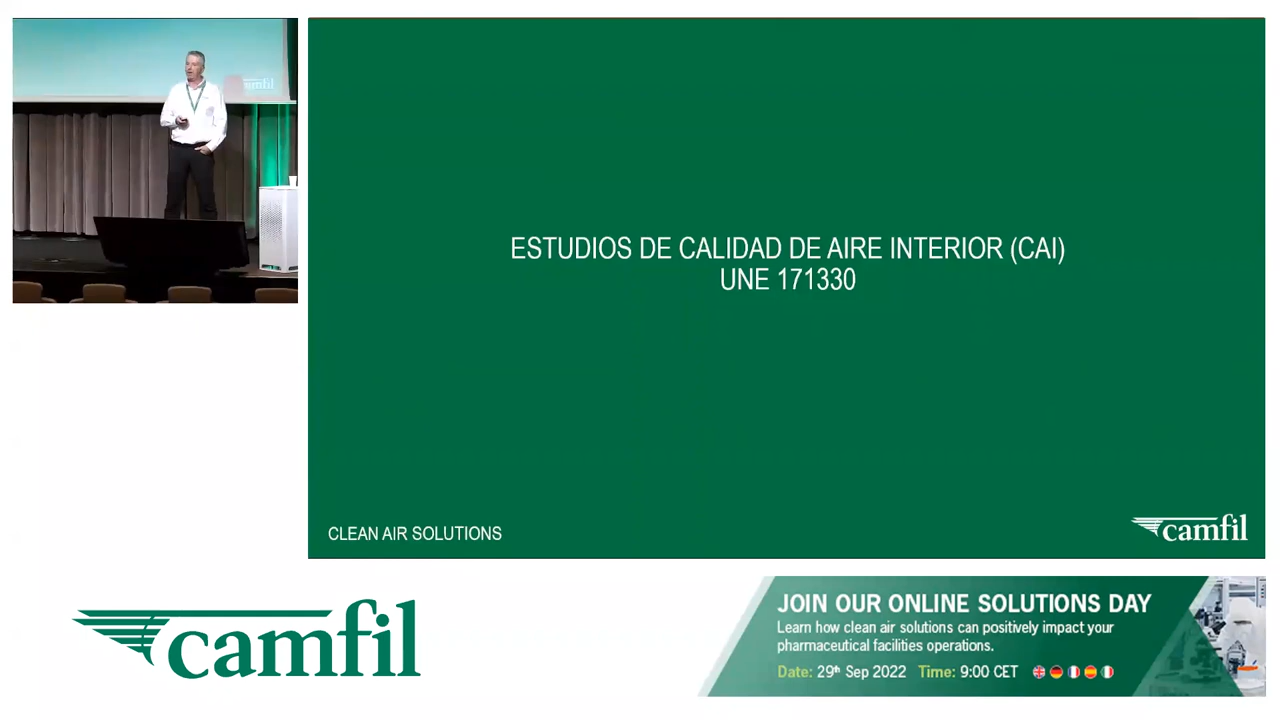 camfil
ESTUDIOS DE CALIDAD DE AIRE INTERIOR (CAI)
UNE 171330
CLEAN AIR SOLUTIONS
camfil
camfil
JOIN OUR ONLINE SOLUTIONS DAY
Learn how clean air solutions can positively impact your
pharmaceutical facilities operations.
Date: 29th Sep 2022 Time: 9:00 CET